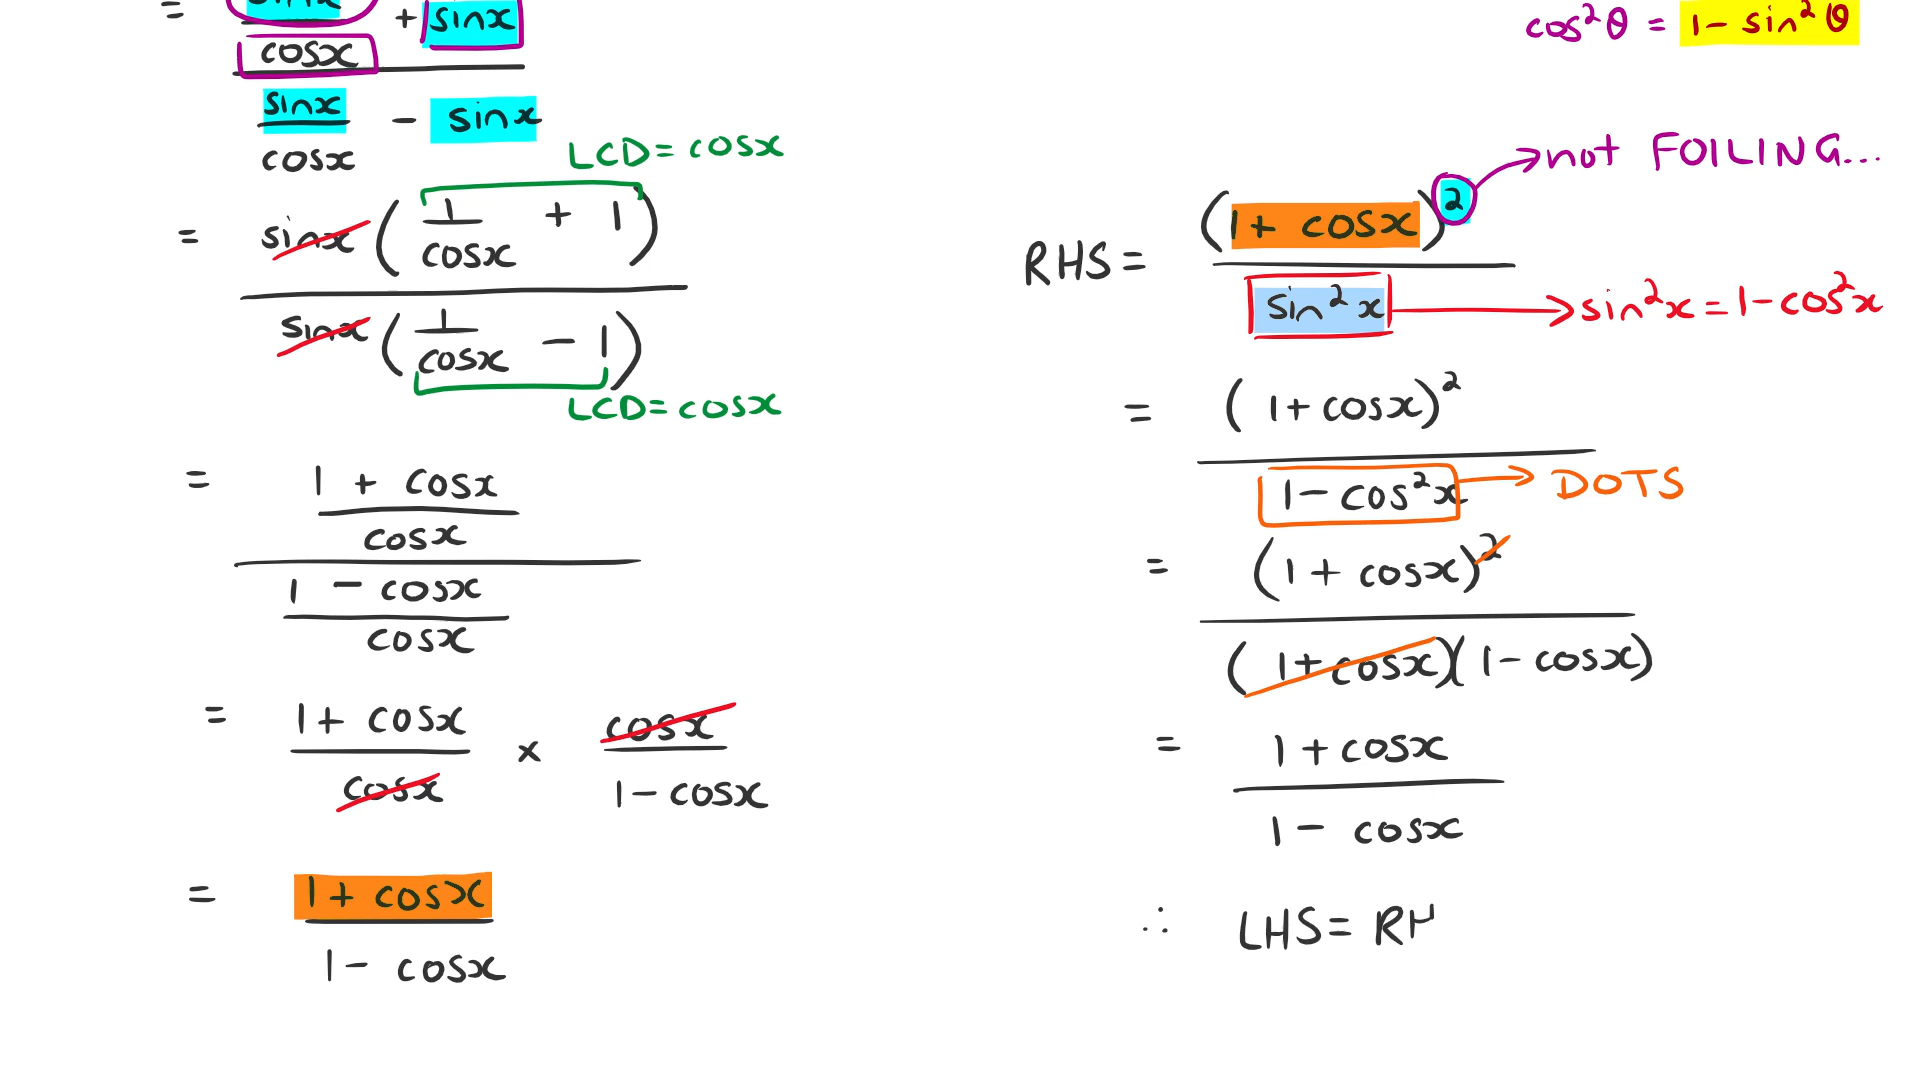 = sinx + sinx
cosx
sinx - sinx
cosx
LCD = cosx
= sinx ( 1 + 1 )
cosx
sinx ( 1 - 1 )
cosx
LCD = cosx
= 1 + cosx
cosx
1 - cosx
cosx
= 1 + cosx × cosx
cosx 1 - cosx
= 1 + cosx
1 - cosx
cos²θ = 1 - sin²θ
(1 + cosx)² → not FOILING...
RHS =
sin²x → sin²x = 1 - cos²x
= (1 + cosx)²
1 - cos²x → DOTS
= (1 + cosx)²
(1 + cosx)(1 - cosx)
= 1 + cosx
1 - cosx
∴ LHS = RH